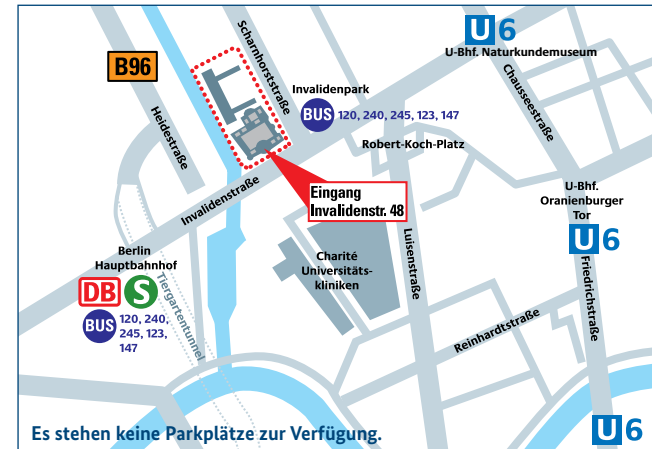 U6
U-Bhf. Naturkundemuseum
B96
Scharnhorststraße
Heidestraße
Invalidenpark
BUS 120, 240, 245, 123, 147
Chausseestraße
Robert-Koch-Platz
Eingang
Invalidenstr. 48
Invalidenstraße
U-Bhf.
Oranienburger
Tor
U6
Berlin
Hauptbahnhof
DB S
BUS 120, 240,
245, 123,
147
Tiergartentunnel
Charité
Universitäts-
kliniken
Luisenstraße
Friedrichstraße
Reinhardtstraße
Es stehen keine Parkplätze zur Verfügung.
U6